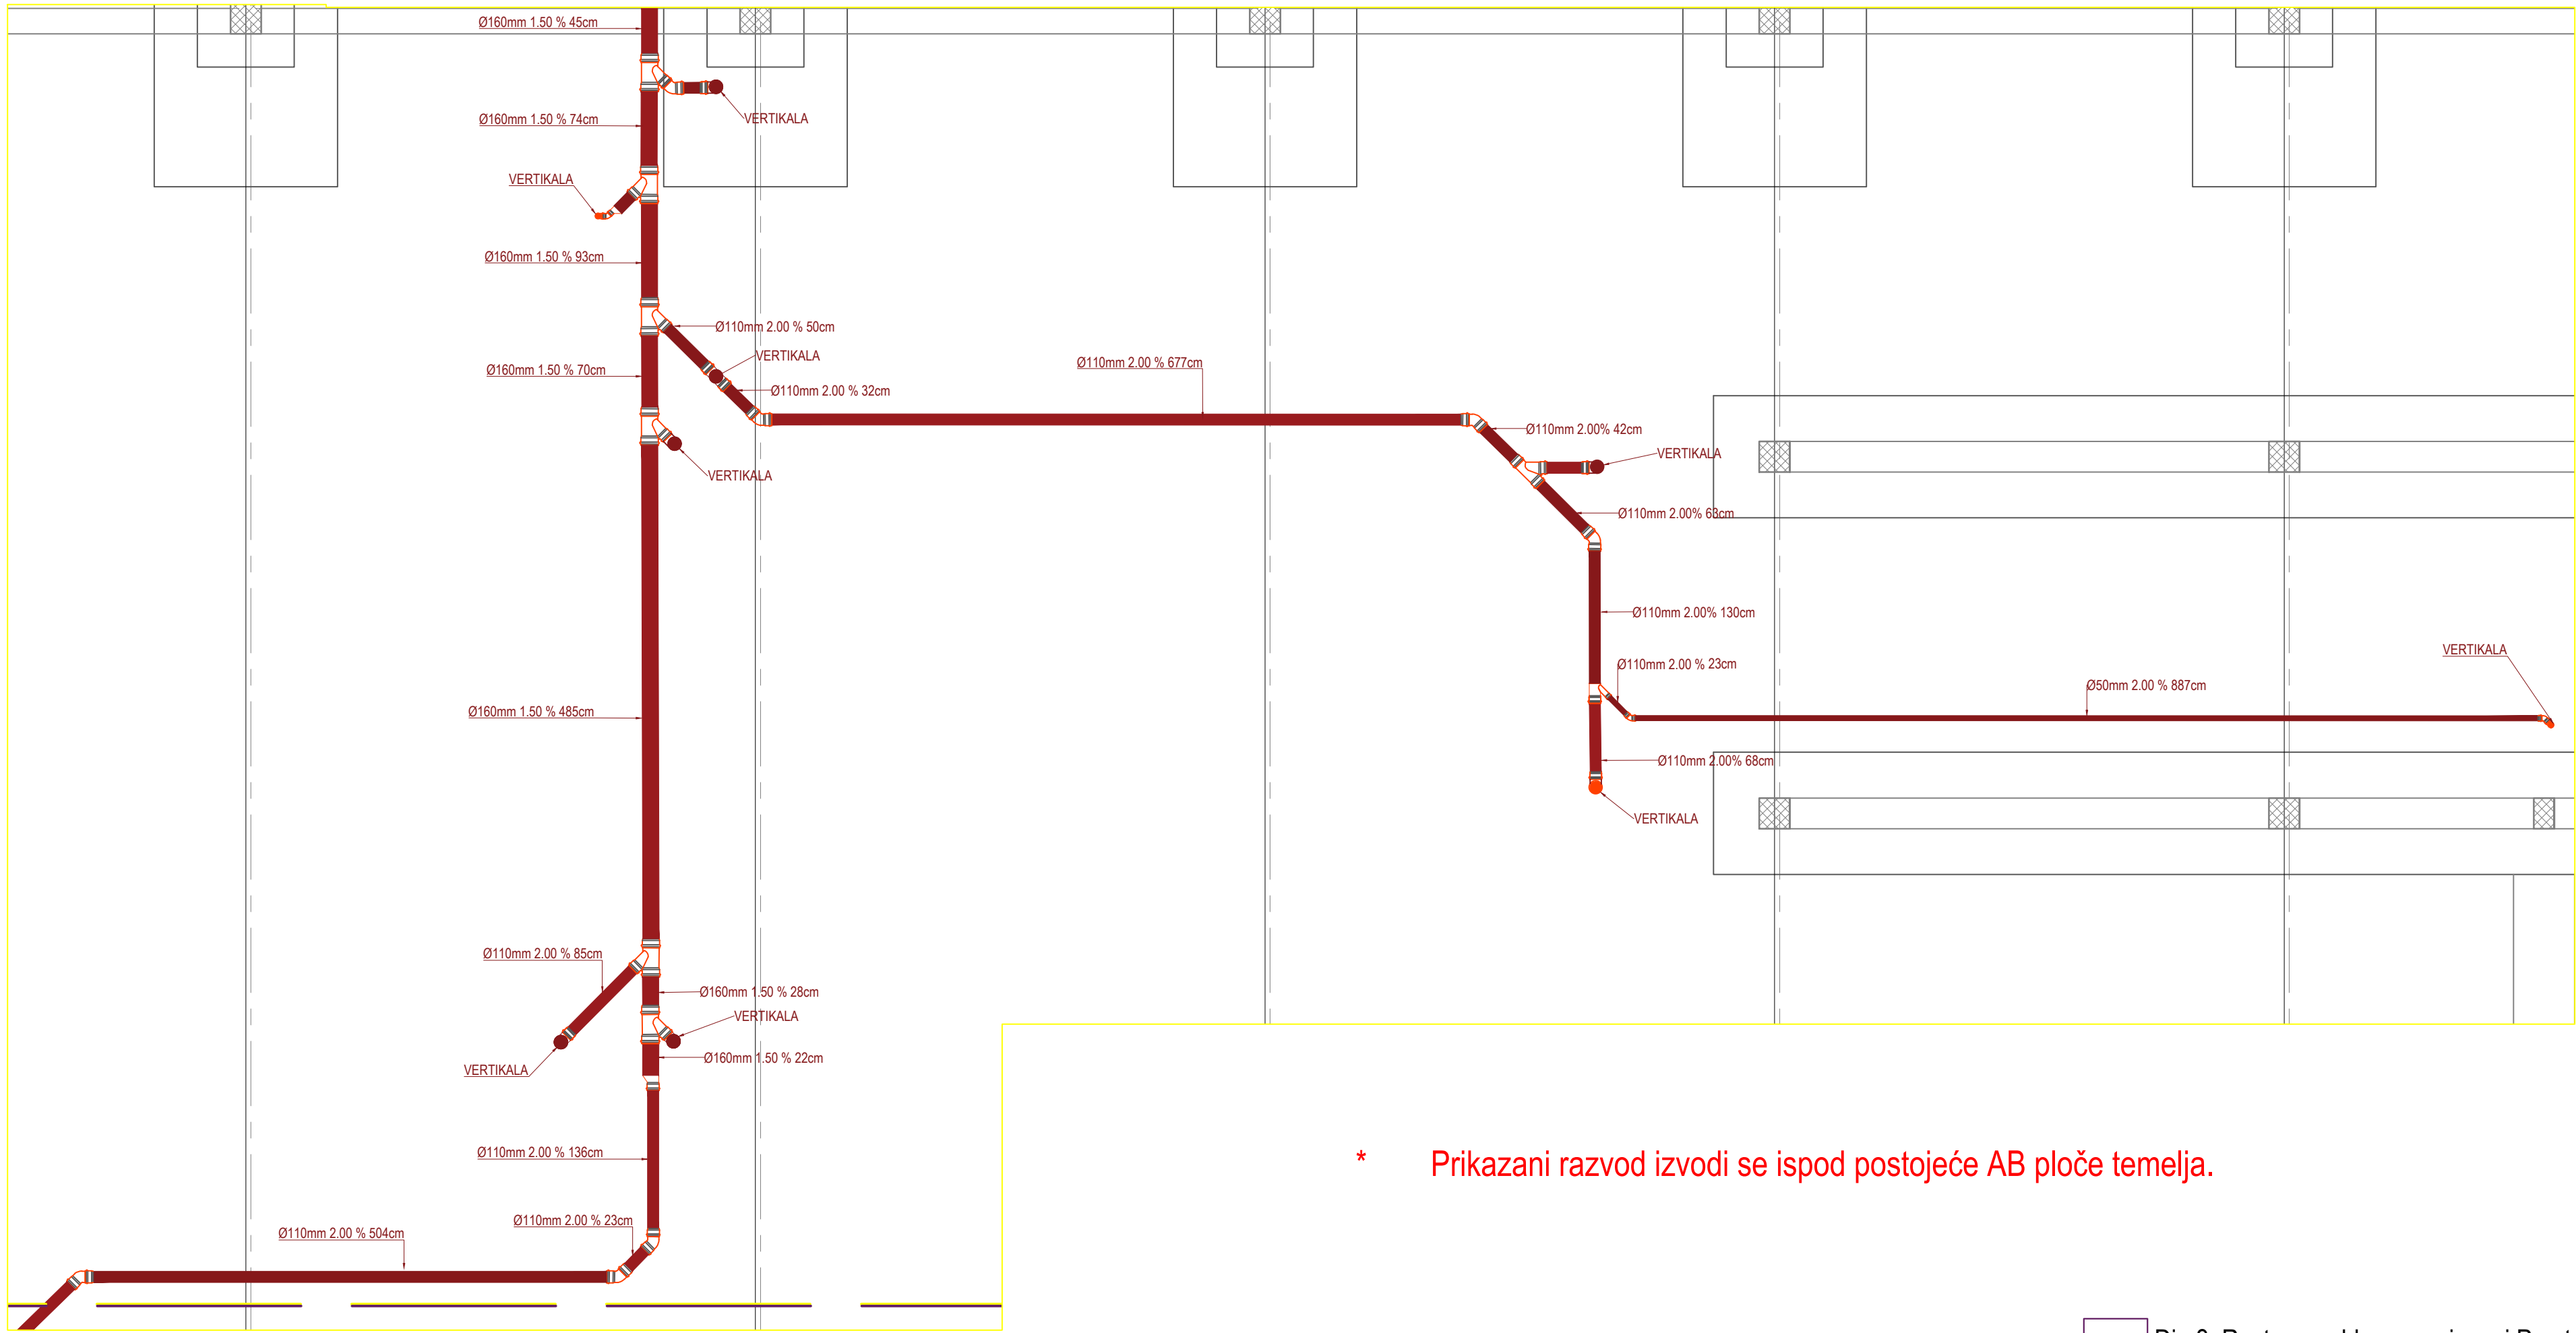 Ø160mm 1.50 % 45cm
VERTIKALA
Ø160mm 1.50 % 74cm
VERTIKALA
Ø160mm 1.50 % 93cm
Ø110mm 2.00 % 50cm
VERTIKALA
Ø110mm 2.00 % 677cm
Ø160mm 1.50 % 70cm
Ø110mm 2.00 % 32cm
Ø110mm 2.00% 42cm
VERTIKALA
VERTIKALA
Ø110mm 2.00% 63cm
Ø110mm 2.00% 130cm
VERTIKALA
Ø110mm 2.00 % 23cm
Ø50mm 2.00 % 887cm
Ø160mm 1.50 % 485cm
Ø110mm 2.00% 68cm
VERTIKALA
Ø110mm 2.00 % 85cm
Ø160mm 1.50 % 28cm
VERTIKALA
Ø160mm 1.50 % 22cm
VERTIKALA
Ø110mm 2.00 % 136cm
* Prikazani razvod izvodi se ispod postojeće AB ploče temelja.
Ø110mm 2.00 % 23cm
Ø110mm 2.00 % 504cm